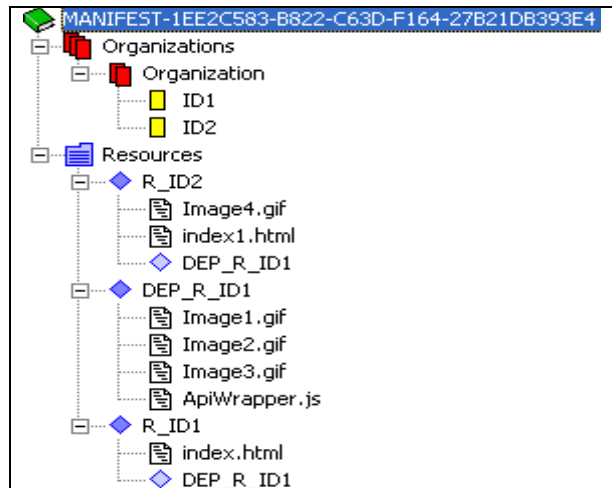 MANIFEST-1EE2C583-B822-C63D-F164-27B21DB393E4
Organizations
Organization
ID1
ID2
Resources
R_ID2
Image4.gif
index1.html
DEP_R_ID1
DEP_R_ID1
Image1.gif
Image2.gif
Image3.gif
ApiWrapper.js
R_ID1
index.html
DEP_R_ID1